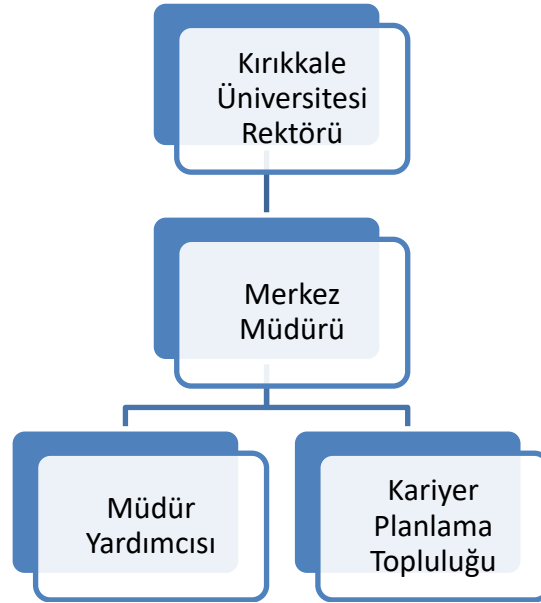 Kırıkkale
Üniversitesi
Rektörü
Merkez
Müdürü
Müdür
Yardımcısı
Kariyer
Planlama
Topluluğu